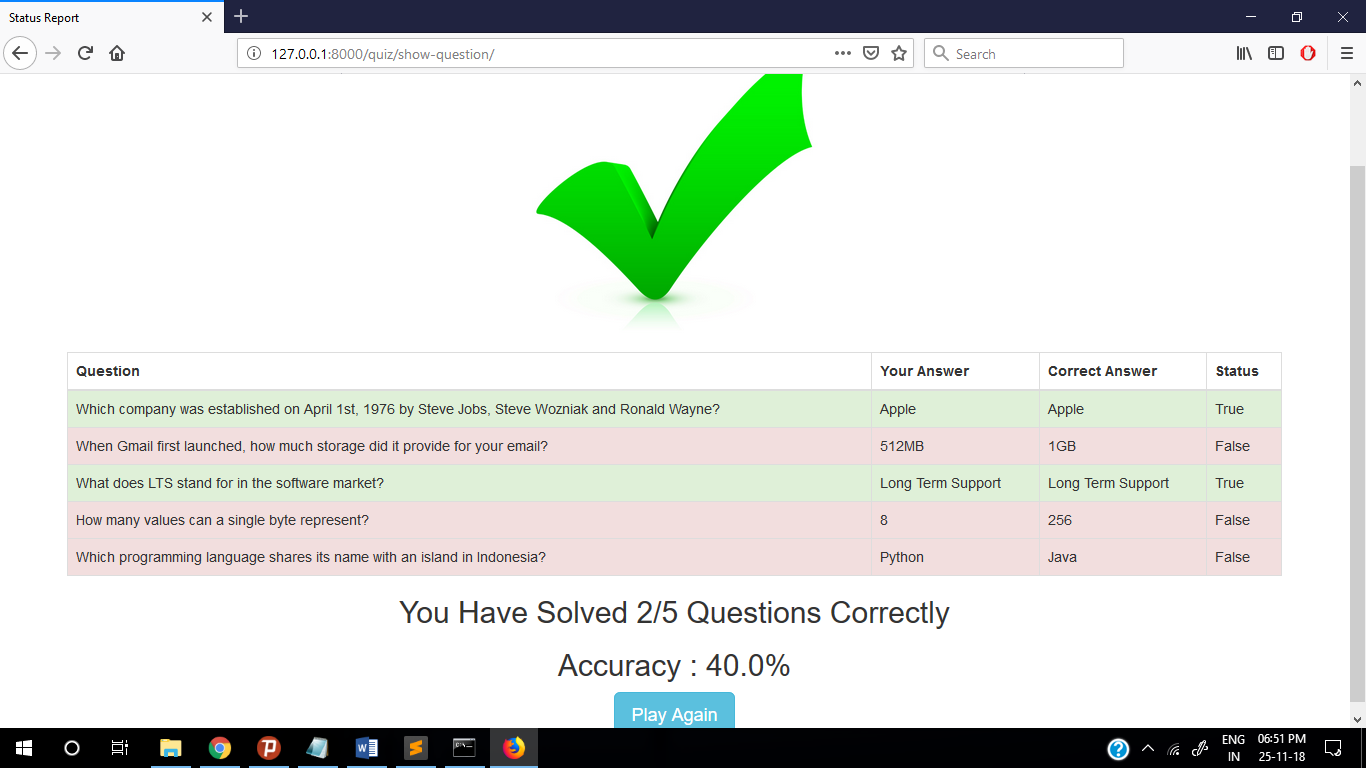 Status Report
127.0.0.1:8000/quiz/show-question/
Search
Question Your Answer Correct Answer Status
Which company was established on April 1st, 1976 by Steve Jobs, Steve Wozniak and Ronald Wayne? Apple Apple True
When Gmail first launched, how much storage did it provide for your email? 512MB 1GB False
What does LTS stand for in the software market? Long Term Support Long Term Support True
How many values can a single byte represent? 8 256 False
Which programming language shares its name with an island in Indonesia? Python Java False
You Have Solved 2/5 Questions Correctly
Accuracy : 40.0%
Play Again
ENG 06:51 PM
IN 25-11-18